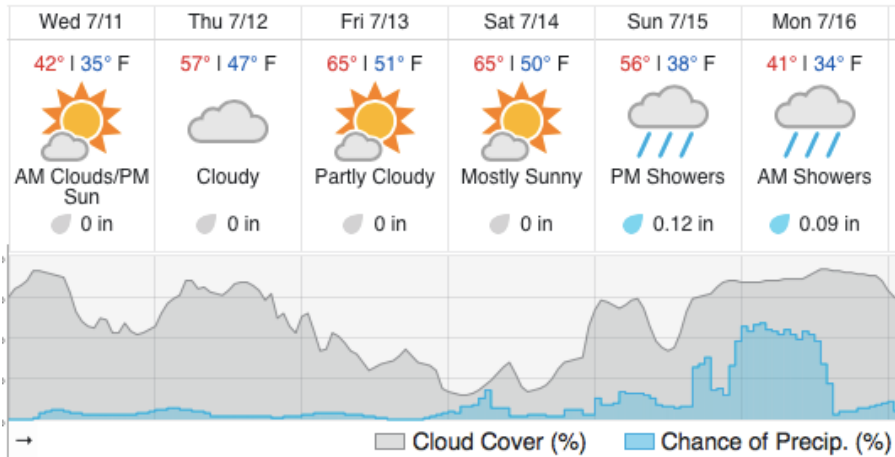 Wed 7/11 Thu 7/12 Fri 7/13 Sat 7/14 Sun 7/15 Mon 7/16
42° | 35° F 57° | 47° F 65° | 51° F 65° | 50° F 56° | 38° F 41° | 34° F
AM Clouds/PM Cloudy Partly Cloudy Mostly Sunny PM Showers AM Showers
Sun
0 in 0 in 0 in 0 in 0.12 in 0.09 in
→ Cloud Cover (%) Chance of Precip. (%)